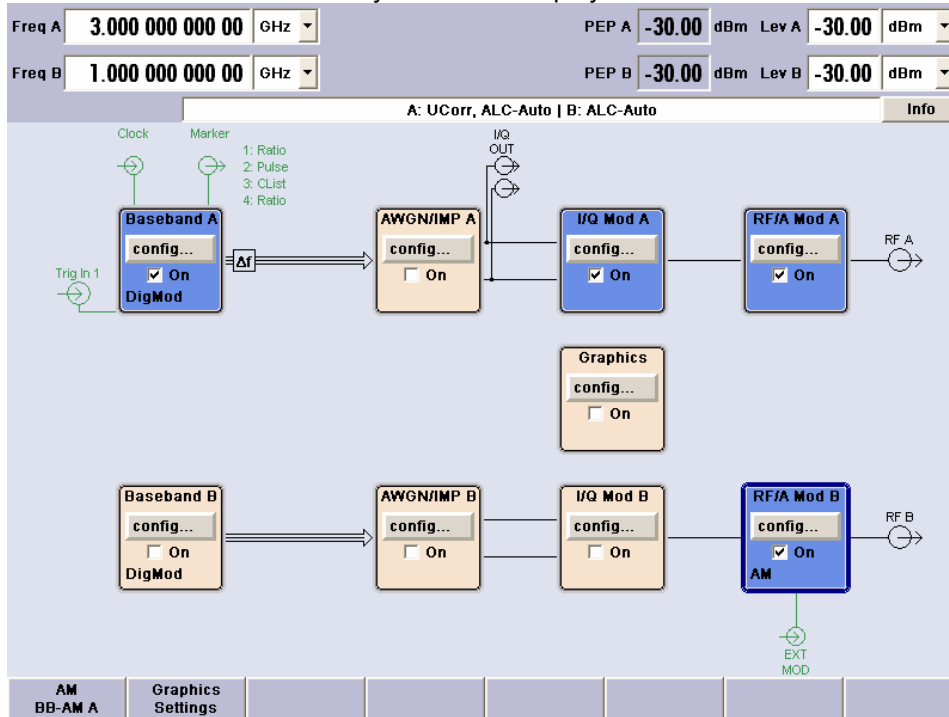 Freq A 3.000 000 000 00 GHz PEP A -30.00 dBm Lev A -30.00 dBm
Freq B 1.000 000 000 00 GHz PEP B -30.00 dBm Lev B -30.00 dBm
A: UCorr, ALC-Auto | B: ALC-Auto Info
Clock Marker
1: Ratio
2: Pulse
3: CList
4: Ratio
I/Q
OUT
Baseband A AWGN/IMP A I/Q Mod A RF/A Mod A
config... config... config... config...
RF A
Δf
Trig In 1
On On On On
DigMod
Graphics
config...
On
Baseband B AWGN/IMP B I/Q Mod B RF/A Mod B
config... config... config... config...
RF B
On On On On
DigMod AM
EXT
MOD
AM
BB-AM A
Graphics
Settings